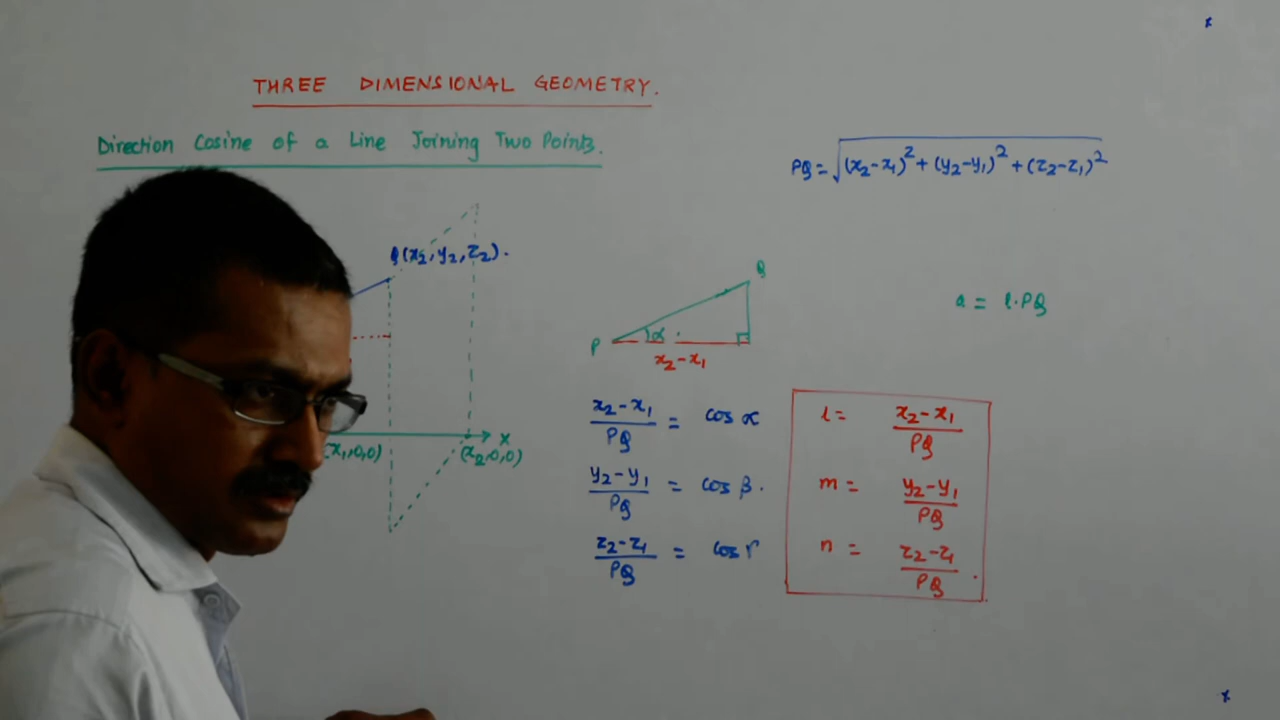 THREE DIMENSIONAL GEOMETRY.
Direction Cosine of a Line Joining Two Points.
PQ = √(x₂-x₁)² + (y₂-y₁)² + (z₂-z₁)²
Q(x₂, y₂, z₂).
Q
P
α
x₂-x₁
a = l·PQ
x₂-x₁/PQ = cos α
y₂-y₁/PQ = cos β.
z₂-z₁/PQ = cos γ
l = x₂-x₁/PQ
m = y₂-y₁/PQ
n = z₂-z₁/PQ.
X
(x₁,0,0)
(x₂,0,0)